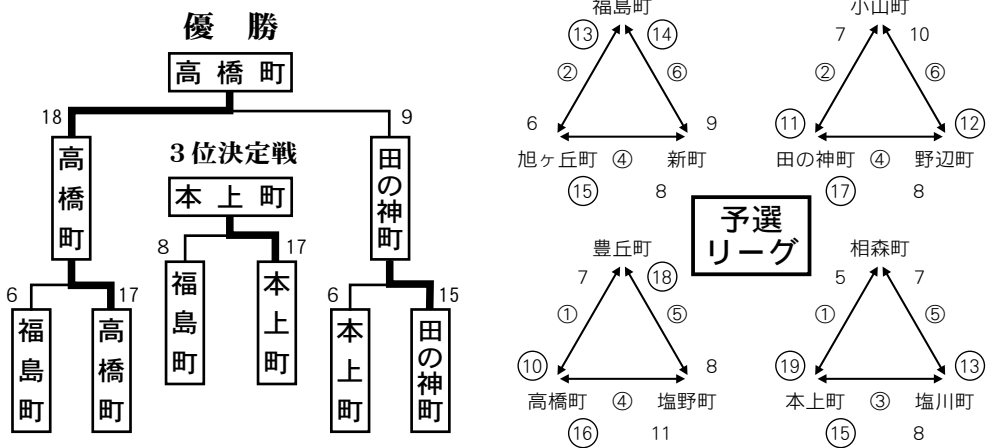 優 勝
高橋町
18
9
高橋町
田の神町
3位決定戦
本上町
8
17
福島町
本上町
6
17
福島町
高橋町
6
15
本上町
田の神町
福島町
⑬
⑭
②
⑥
6
9
旭ヶ丘町
④
新町
⑮
8
小山町
7
10
②
⑥
⑪
⑫
田の神町
④
野辺町
⑰
8
予選
リーグ
豊丘町
7
⑱
①
⑤
⑩
8
高橋町
④
塩野町
⑯
11
相森町
5
7
①
⑤
⑲
⑬
本上町
③
塩川町
⑮
8